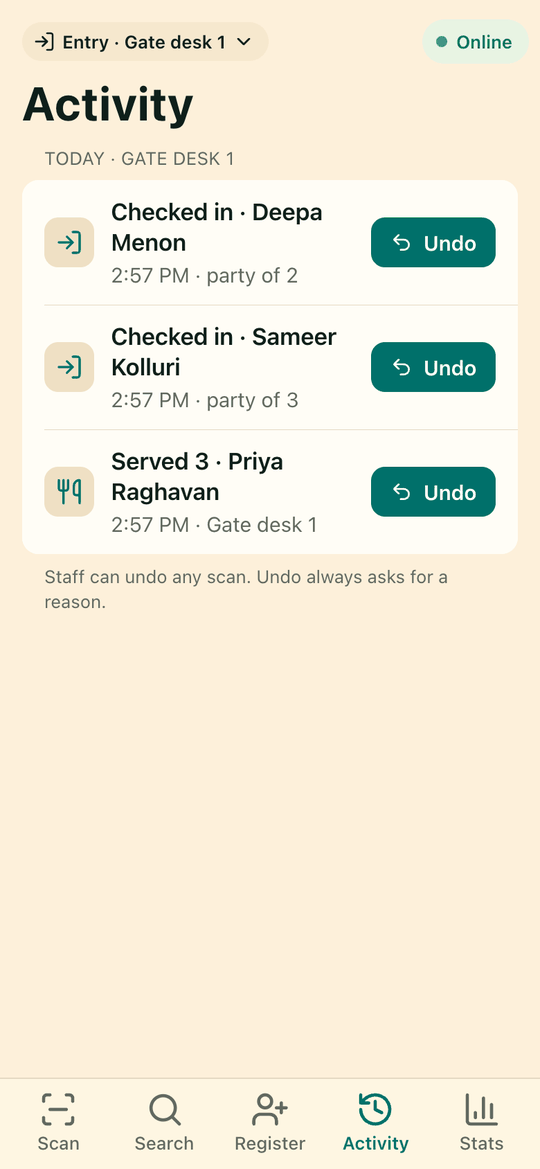 Entry · Gate desk 1
Online
Activity
TODAY · GATE DESK 1
Checked in · Deepa
Menon
2:57 PM · party of 2
Undo
Checked in · Sameer
Kolluri
2:57 PM · party of 3
Undo
Served 3 · Priya
Raghavan
2:57 PM · Gate desk 1
Undo
Staff can undo any scan. Undo always asks for a
reason.
Scan
Search
Register
Activity
Stats